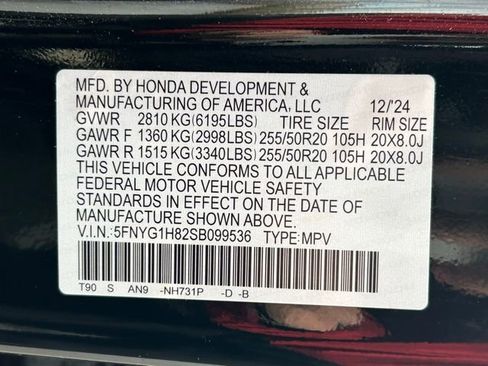 MFD. BY HONDA DEVELOPMENT &
MANUFACTURING OF AMERICA, LLC 12/'24
GVWR 2810 KG(6195LBS) TIRE SIZE RIM SIZE
GAWR F 1360 KG(2998LBS) 255/50R20 105H 20X8.0J
GAWR R 1515 KG(3340LBS) 255/50R20 105H 20X8.0J
THIS VEHICLE CONFORMS TO ALL APPLICABLE
FEDERAL MOTOR VEHICLE SAFETY
STANDARDS IN EFFECT ON THE DATE OF
MANUFACTURE SHOWN ABOVE.
V.I.N.:5FNYG1H82SB099536 TYPE:MPV
T90 S AN9 -NH731P -D -B